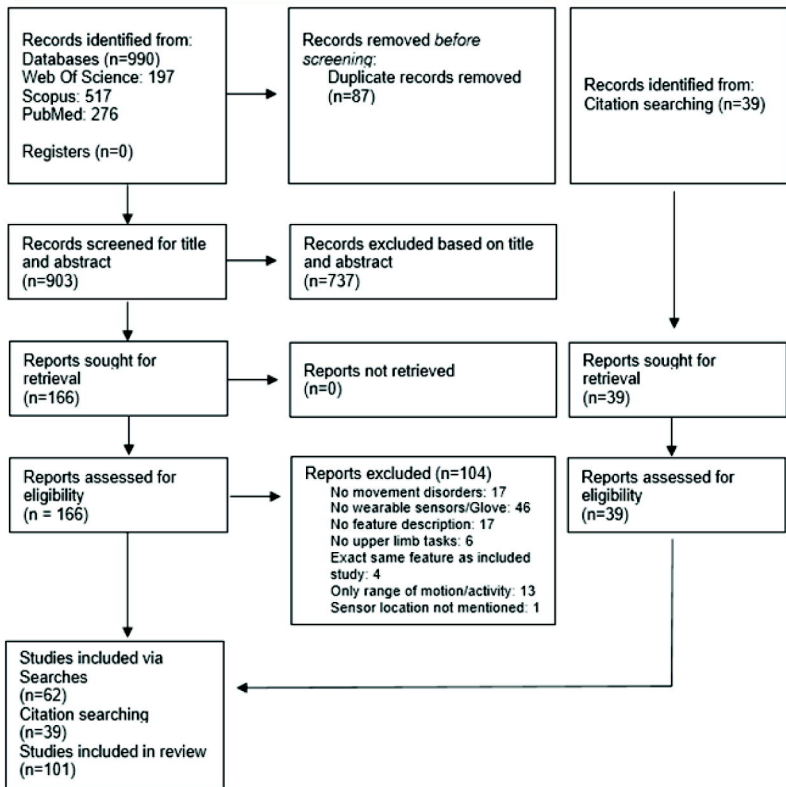 Records identified from:
Databases (n=990)
Web Of Science: 197
Scopus: 517
PubMed: 276
Registers (n=0)
Records removed before
screening:
Duplicate records removed
(n=87)
Records identified from:
Citation searching (n=39)
Records screened for title
and abstract
(n=903)
Records excluded based on title
and abstract
(n=737)
Reports sought for
retrieval
(n=166)
Reports not retrieved
(n=0)
Reports sought for
retrieval
(n=39)
Reports assessed for
eligibility
(n = 166)
Reports excluded (n=104)
No movement disorders: 17
No wearable sensors/Glove: 46
No feature description: 17
No upper limb tasks: 6
Exact same feature as included
study: 4
Only range of motion/activity: 13
Sensor location not mentioned: 1
Reports assessed for
eligibility
(n=39)
Studies included via
Searches
(n=62)
Citation searching
(n=39)
Studies included in review
(n=101)